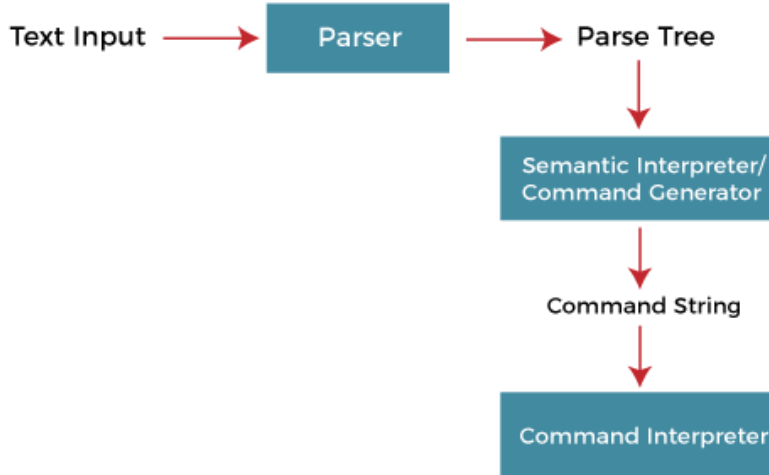 Text Input
Parser
Parse Tree
Semantic Interpreter/
Command Generator
Command String
Command Interpreter